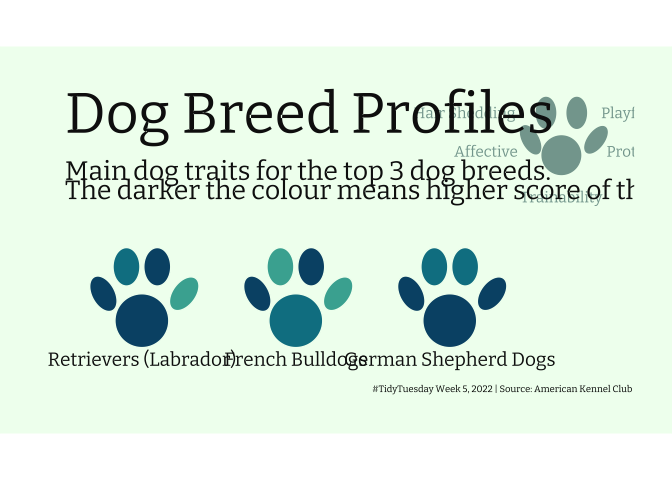 Dog Breed Profiles
Hair Shedding
Playf
Affective
Prot
Main dog traits for the top 3 dog breeds.
The darker the colour means higher score of th
Trainability
Retrievers (Labrador)
French Bulldogs
German Shepherd Dogs
#TidyTuesday Week 5, 2022 | Source: American Kennel Club